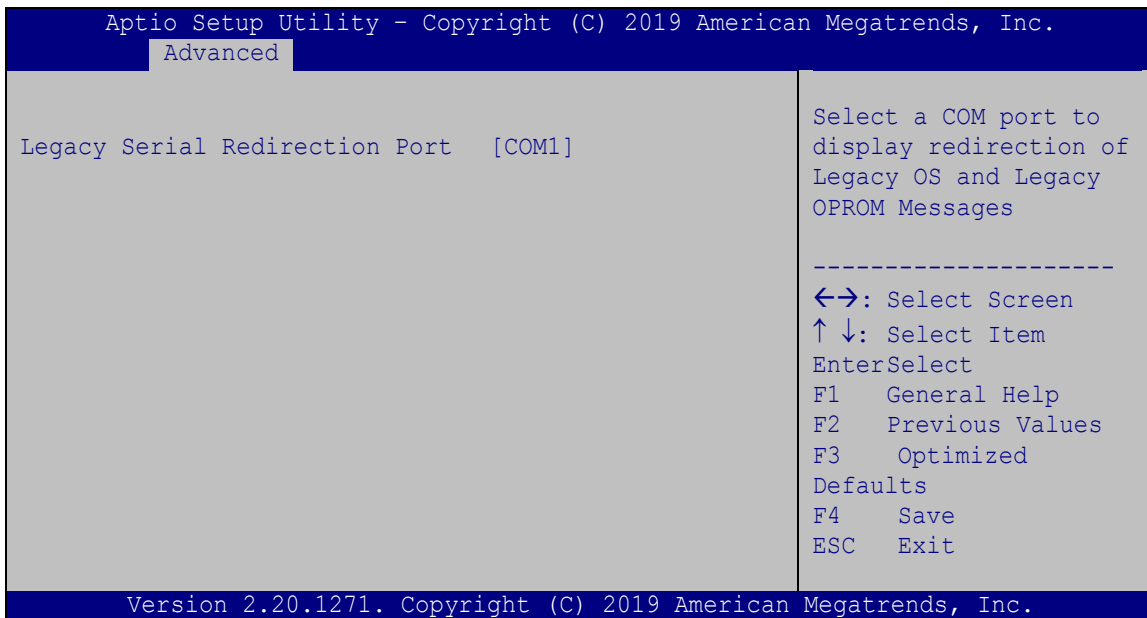 Aptio Setup Utility – Copyright (C) 2019 American Megatrends, Inc.
Advanced
Legacy Serial Redirection Port [COM1]
Select a COM port to
display redirection of
Legacy OS and Legacy
OPROM Messages
---------------------
←→: Select Screen
↑ ↓: Select Item
EnterSelect
F1 General Help
F2 Previous Values
F3 Optimized
Defaults
F4 Save
ESC Exit
Version 2.20.1271. Copyright (C) 2019 American Megatrends, Inc.